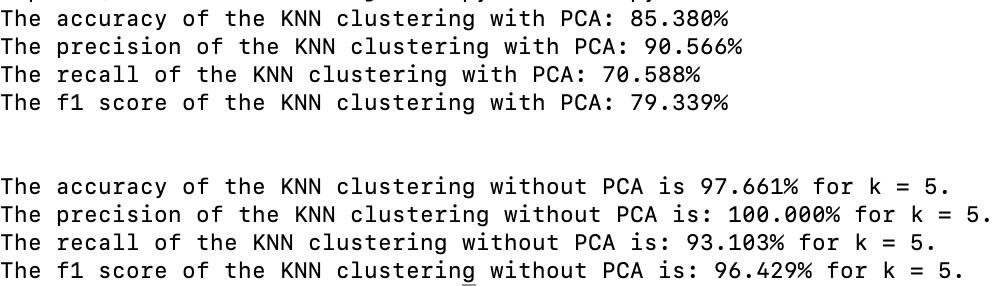 The accuracy of the KNN clustering with PCA: 85.380%
The precision of the KNN clustering with PCA: 90.566%
The recall of the KNN clustering with PCA: 70.588%
The f1 score of the KNN clustering with PCA: 79.339%
The accuracy of the KNN clustering without PCA is 97.661% for k = 5.
The precision of the KNN clustering without PCA is: 100.000% for k = 5.
The recall of the KNN clustering without PCA is: 93.103% for k = 5.
The f1 score of the KNN clustering without PCA is: 96.429% for k = 5.